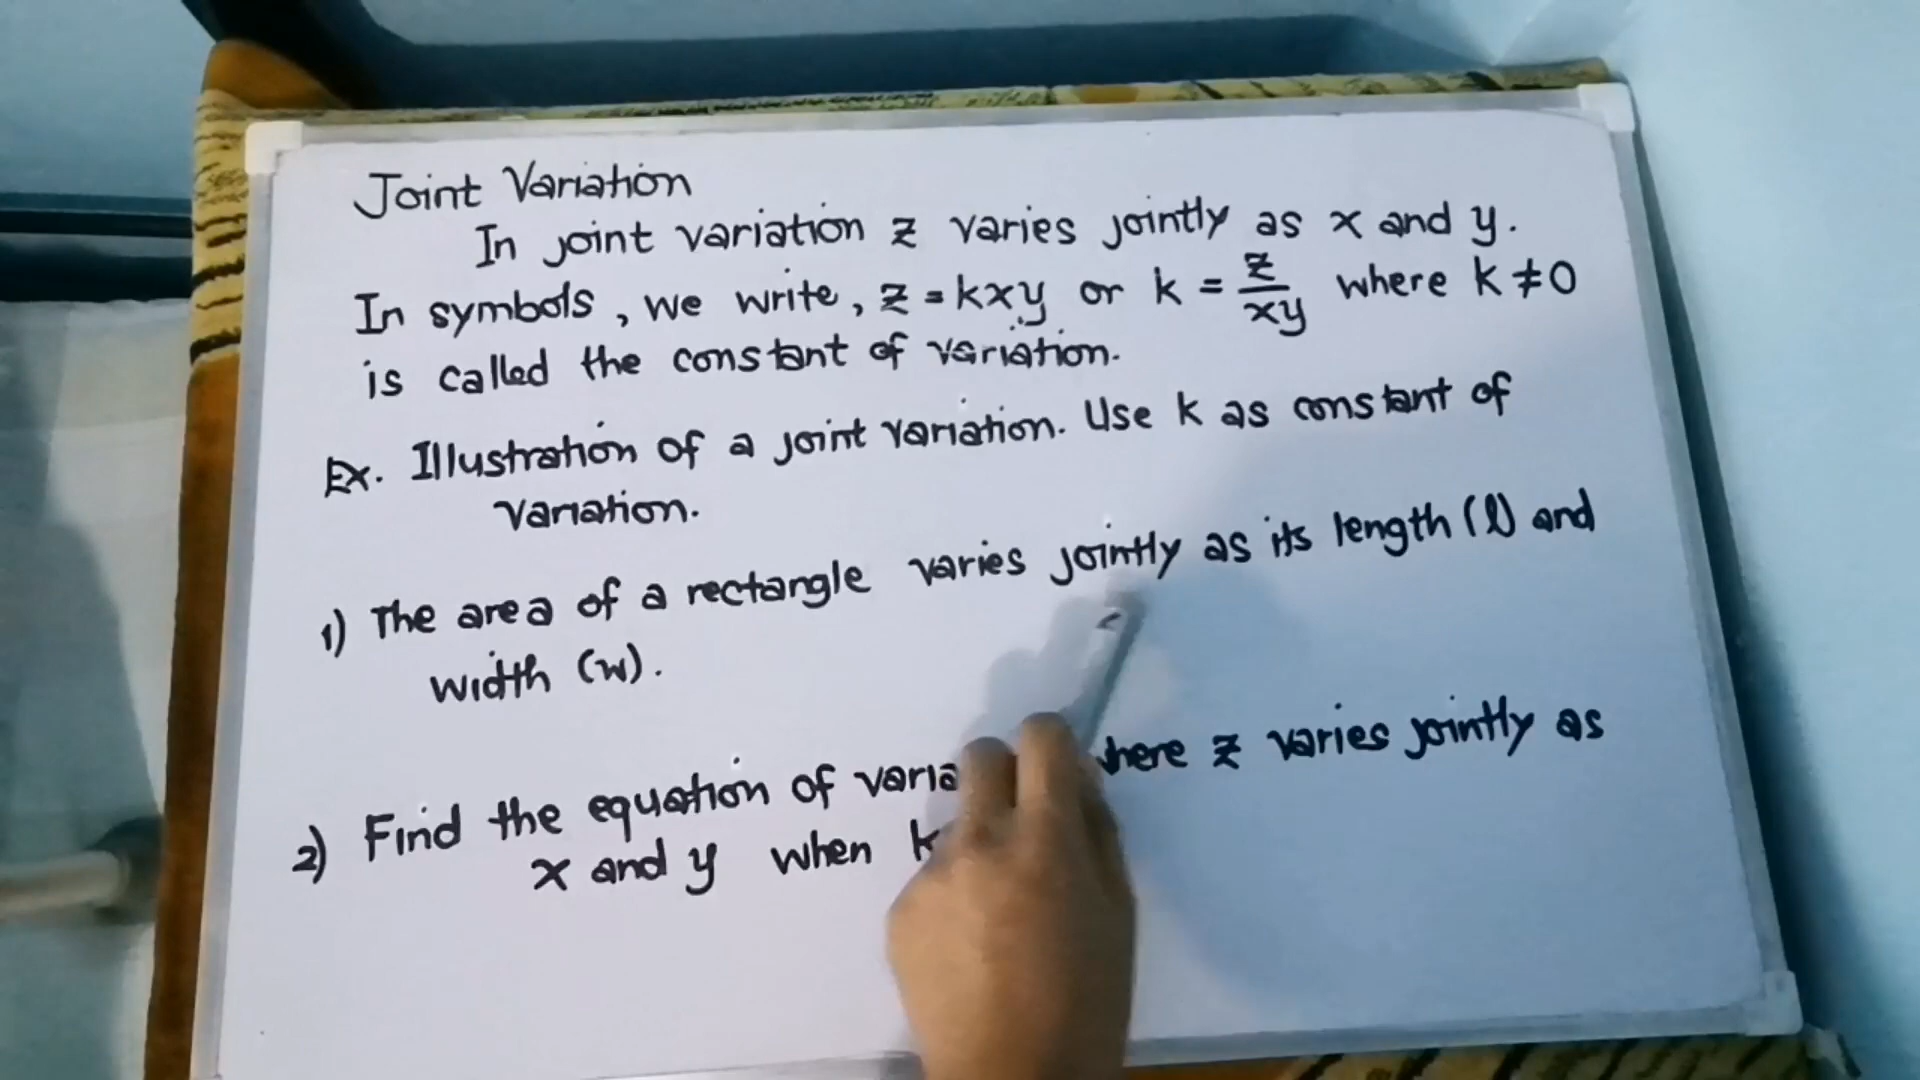 Joint Variation
In joint variation z varies jointly as x and y.
In symbols, we write, z = kxy or k = z/xy where k ≠ 0
is called the constant of variation.
Ex. Illustration of a joint variation. Use k as constant of
variation.
1) The area of a rectangle varies jointly as its length (l) and
width (w).
2) Find the equation of where z varies jointly as
x and y when k